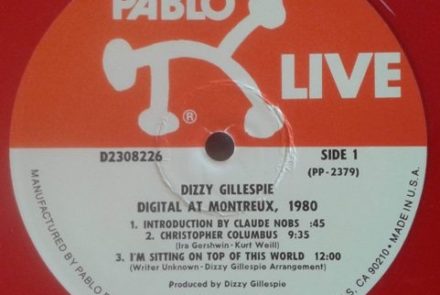 PABLO
LIVE
®
D2308226
SIDE 1
(PP-2379)
DIZZY GILLESPIE
DIGITAL AT MONTREUX, 1980
1. INTRODUCTION BY CLAUDE NOBS :45
2. CHRISTOPHER COLUMBUS 9:35
(Ira Gershwin - Kurt Weill)
3. I'M SITTING ON TOP OF THIS WORLD 12:00
(Writer Unknown-Dizzy Gillespie Arrangement)
Produced by Dizzy Gillespie
MANUFACTURED BY PABLO
S, CA 90210 • MADE IN U.S.A.